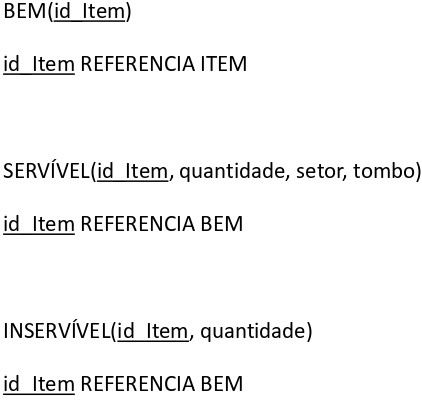 BEM(id_Item)
id_Item REFERENCIA ITEM
SERVÍVEL(id_Item, quantidade, setor, tombo)
id_Item REFERENCIA BEM
INSERVÍVEL(id_Item, quantidade)
id_Item REFERENCIA BEM